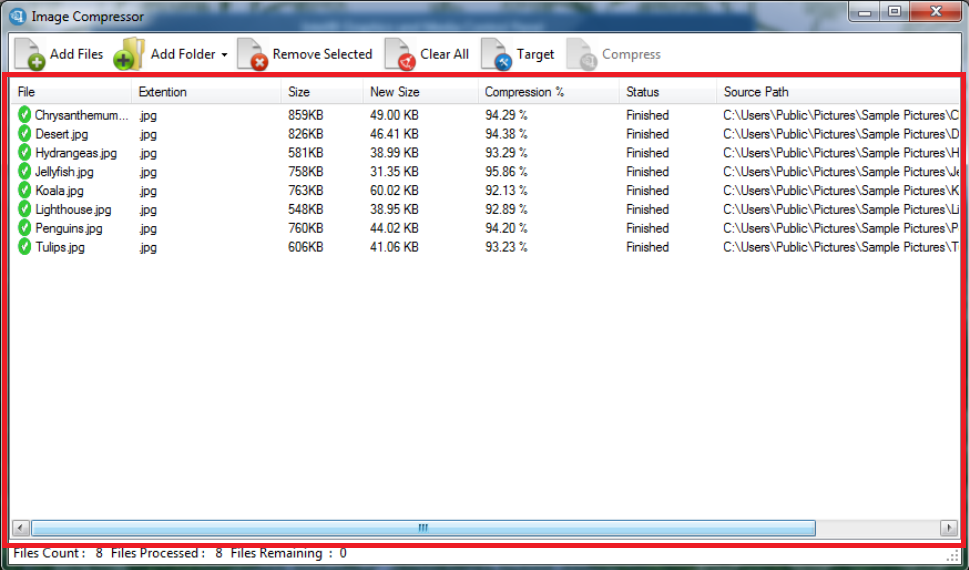 Image Compressor
Add Files Add Folder Remove Selected Clear All Target Compress
File Extention Size New Size Compression % Status Source Path
Chrysanthemum... .jpg 859KB 49.00 KB 94.29 % Finished C:\Users\Public\Pictures\Sample Pictures\C
Desert.jpg .jpg 826KB 46.41 KB 94.38 % Finished C:\Users\Public\Pictures\Sample Pictures\D
Hydrangeas.jpg .jpg 581KB 38.99 KB 93.29 % Finished C:\Users\Public\Pictures\Sample Pictures\H
Jellyfish.jpg .jpg 758KB 31.35 KB 95.86 % Finished C:\Users\Public\Pictures\Sample Pictures\Je
Koala.jpg .jpg 763KB 60.02 KB 92.13 % Finished C:\Users\Public\Pictures\Sample Pictures\K
Lighthouse.jpg .jpg 548KB 38.95 KB 92.89 % Finished C:\Users\Public\Pictures\Sample Pictures\Li
Penguins.jpg .jpg 760KB 44.02 KB 94.20 % Finished C:\Users\Public\Pictures\Sample Pictures\P
Tulips.jpg .jpg 606KB 41.06 KB 93.23 % Finished C:\Users\Public\Pictures\Sample Pictures\T
Files Count : 8 Files Processed : 8 Files Remaining : 0